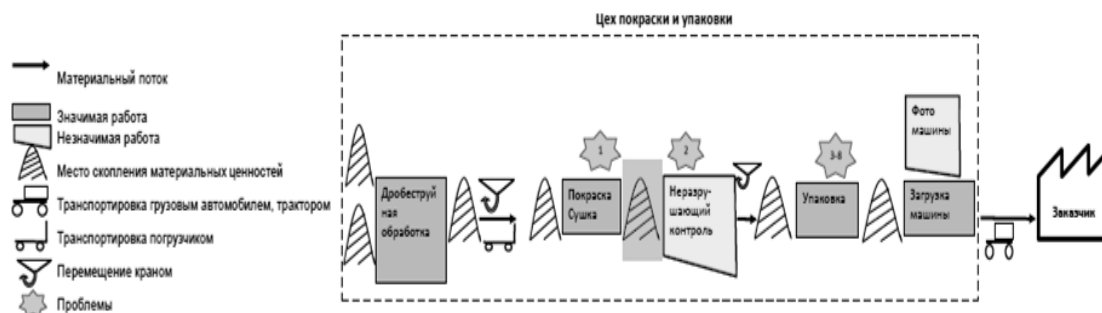 Цех покраски и упаковки
Материальный поток
Значимая работа
Незначимая работа
Место скопления материальных ценностей
Транспортировка грузовым автомобилем, трактором
Транспортировка погрузчиком
Перемещение краном
Проблемы
Дробеструй
ная
обработка
1
Покраска
Сушка
2
Неразру-
шающий
контроль
3-8
Упаковка
Фото
машины
Загрузка
машины
Заказчик